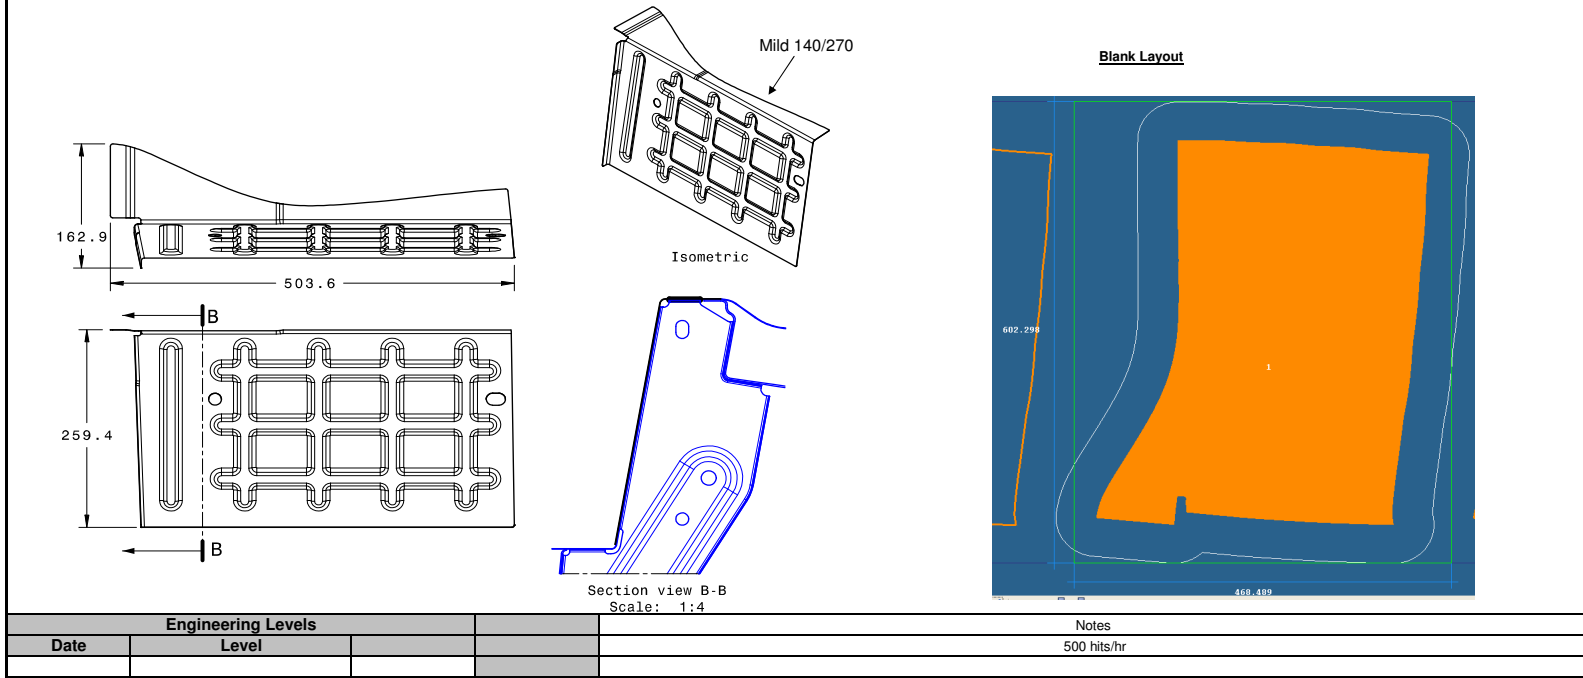 Mild 140/270
Blank Layout
162.9
503.6
Isometric
B
259.4
B
602.298
1
Section view B-B
Scale: 1:4
468.409
Engineering Levels
Notes
Date Level
500 hits/hr